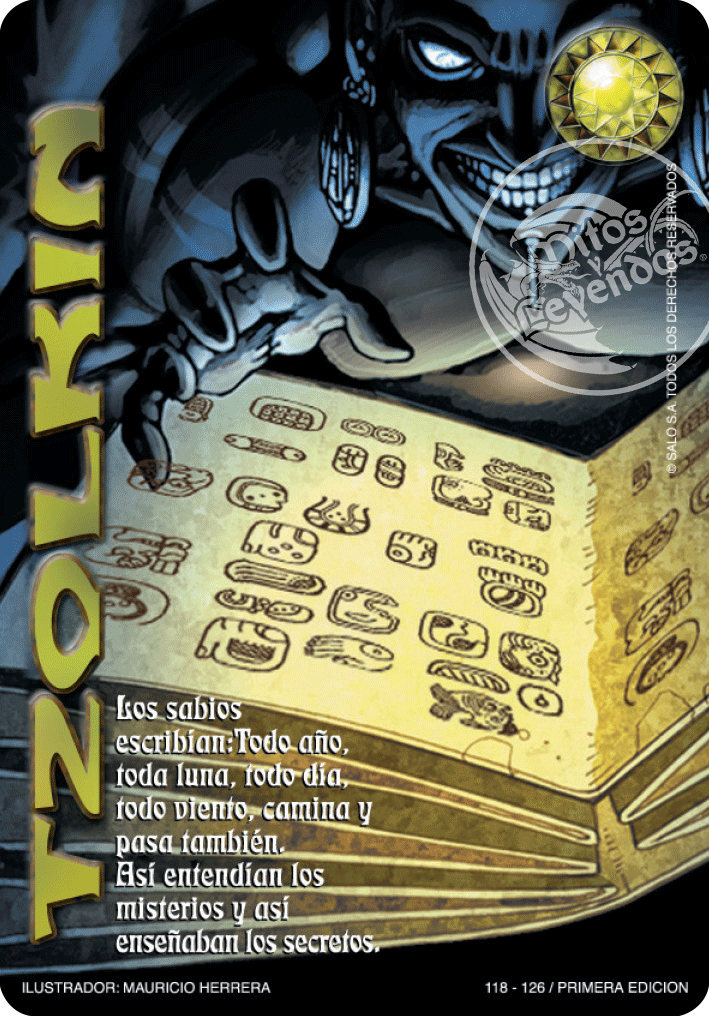 TZOLKIN
Mitos
y
Leyendas
®
© SALO S.A. TODOS LOS DERECHOS RESERVADOS
Los sabios
escribían:Todo año,
toda luna, todo día,
todo viento, camina y
pasa también.
Así entendían los
misterios y así
enseñaban los secretos.
ILUSTRADOR: MAURICIO HERRERA
118 - 126 / PRIMERA EDICION